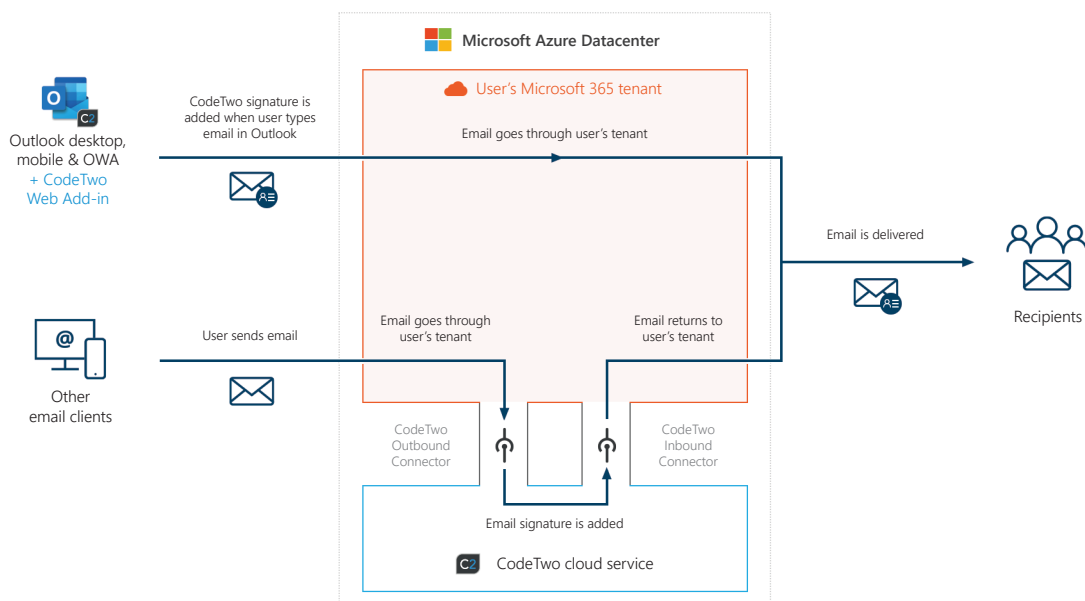 Microsoft Azure Datacenter
User's Microsoft 365 tenant
O
C2
Outlook desktop,
mobile & OWA
+ CodeTwo
Web Add-in
CodeTwo signature is
added when user types
email in Outlook
Email goes through user's tenant
Email is delivered
Recipients
@
Other
email clients
User sends email
Email goes through
user's tenant
Email returns to
user's tenant
CodeTwo
Outbound
Connector
CodeTwo
Inbound
Connector
Email signature is added
C2 CodeTwo cloud service